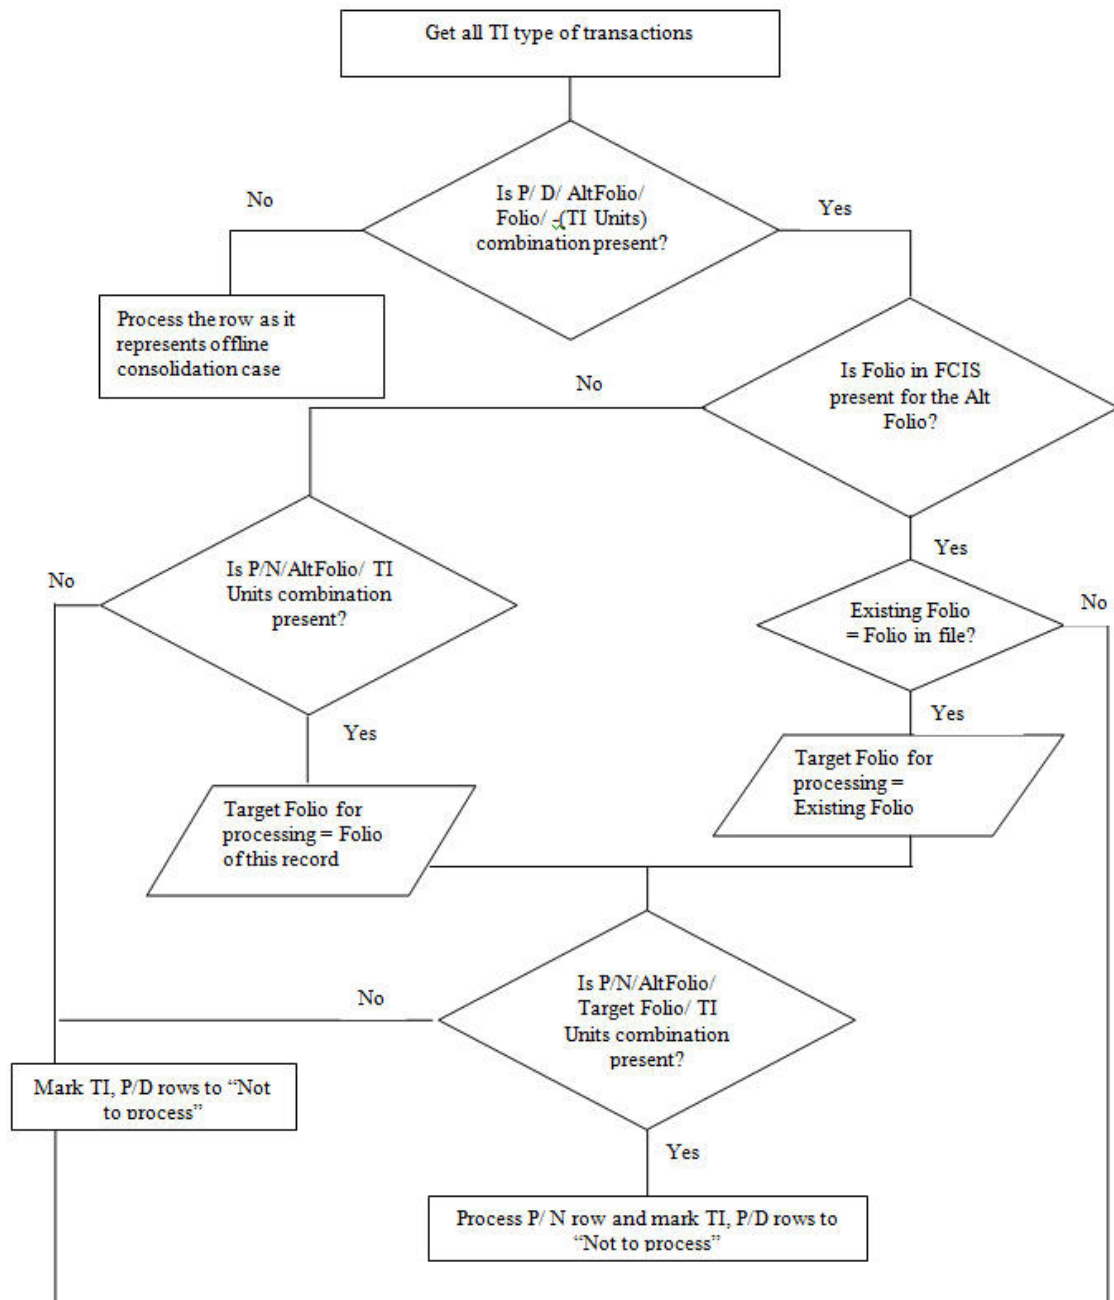 Get all TI type of transactions
No
Is P/ D/ AltFolio/
Folio/ -(TI Units)
combination present?
Yes
Process the row as it
represents offline
consolidation case
No
Is Folio in FCIS
present for the Alt
Folio?
No
Is P/N/AltFolio/ TI
Units combination
present?
Yes
Existing Folio
= Folio in file?
No
Yes
Yes
Target Folio for
processing = Folio
of this record
Target Folio for
processing =
Existing Folio
No
Is P/N/AltFolio/
Target Folio/ TI
Units combination
present?
Mark TI, P/D rows to “Not
to process”
Yes
Process P/ N row and mark TI, P/D rows to
“Not to process”